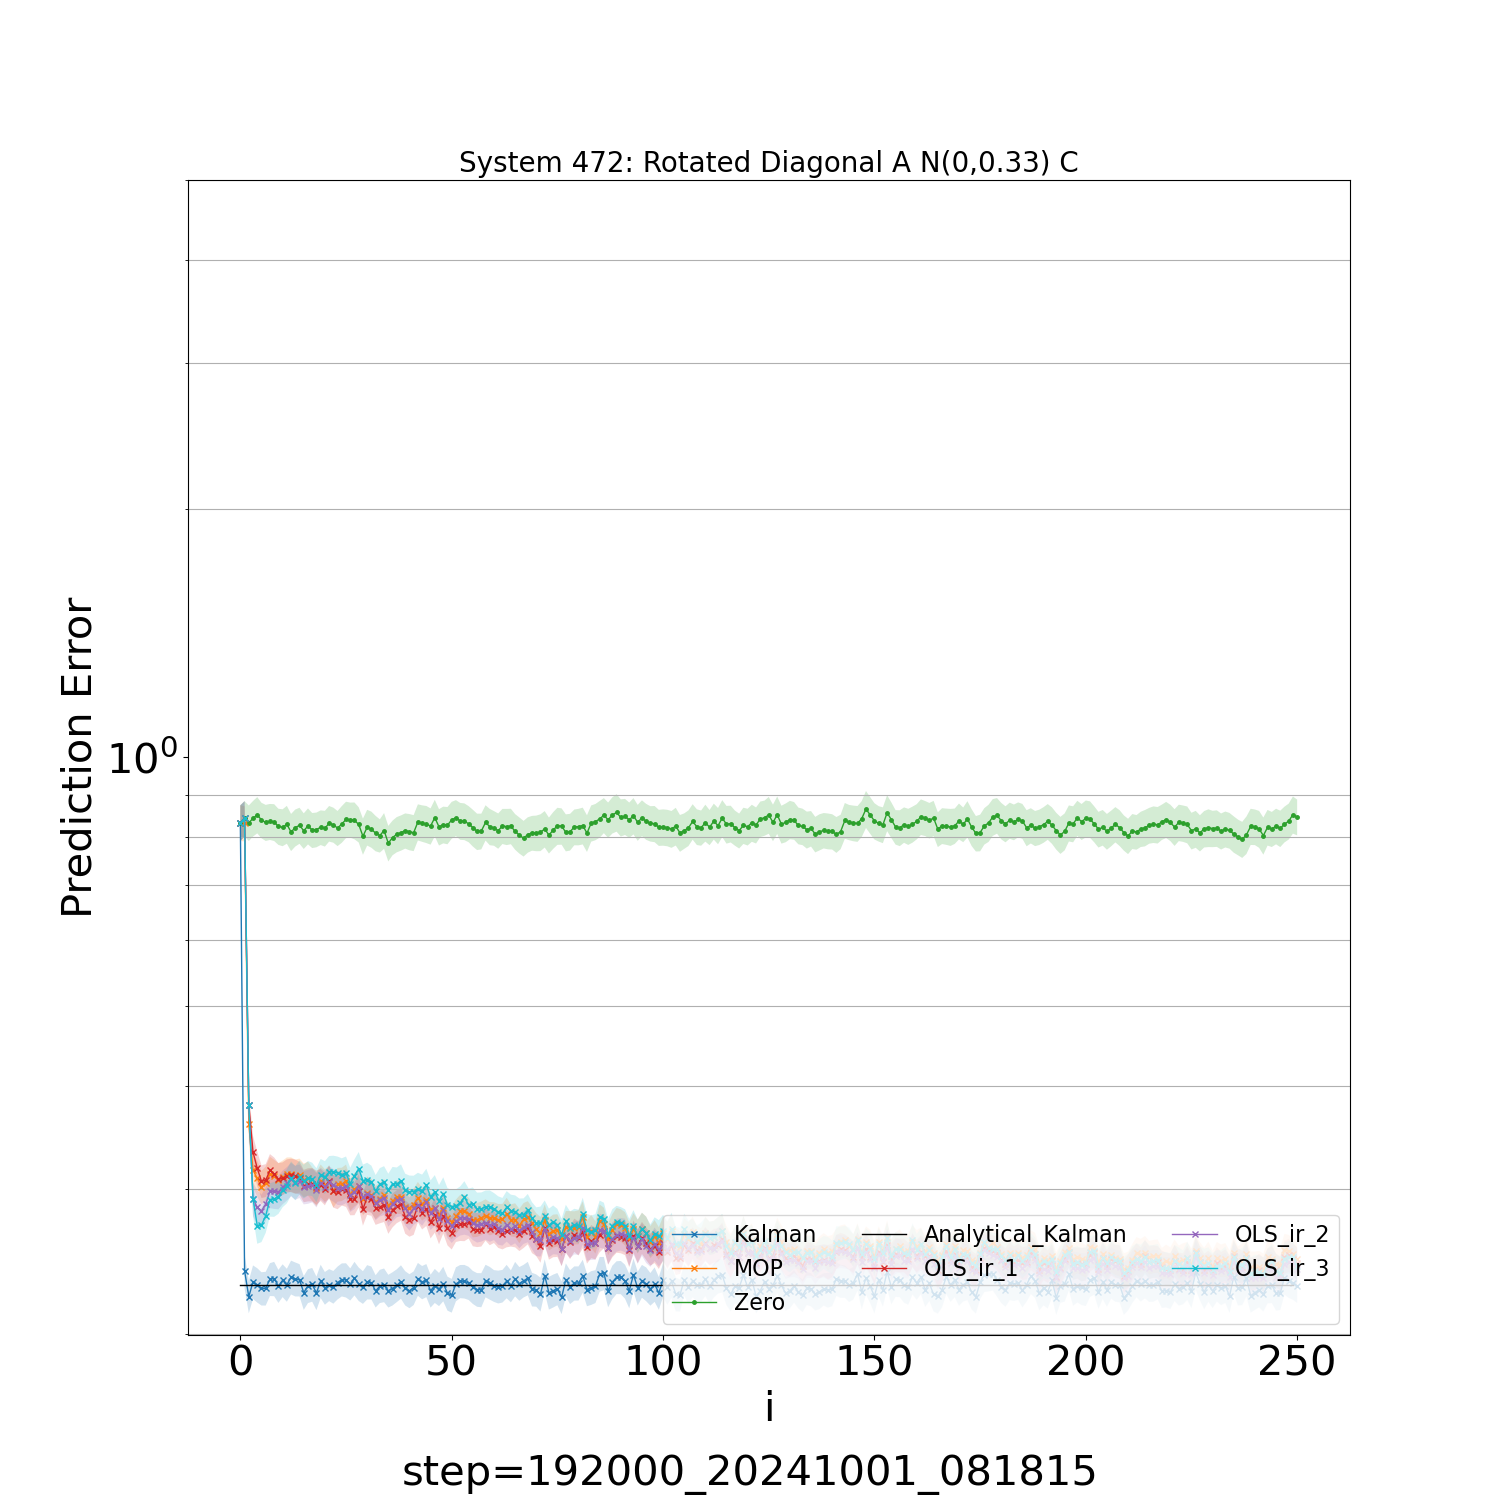 System 472: Rotated Diagonal A N(0,0.33) C
Prediction Error
10⁰
Kalman
MOP
Zero
Analytical_Kalman
OLS_ir_1
OLS_ir_2
OLS_ir_3
0 50 100 150 200 250
i
step=192000_20241001_081815